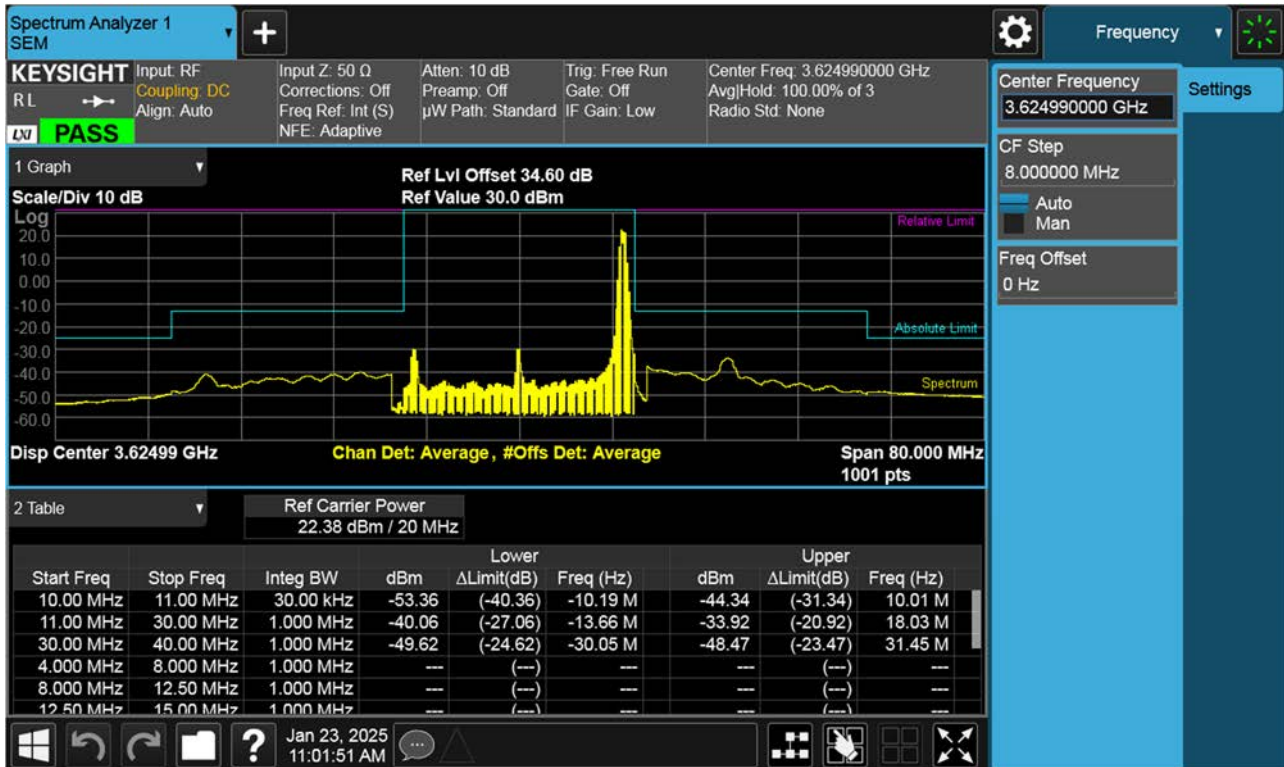 Spectrum Analyzer 1
SEM
Frequency
KEYSIGHT
RL
LXI
PASS
Input: RF
Coupling: DC
Align: Auto
Input Z: 50 Ω
Corrections: Off
Freq Ref: Int (S)
NFE: Adaptive
Atten: 10 dB
Preamp: Off
µW Path: Standard
Trig: Free Run
Gate: Off
IF Gain: Low
Center Freq: 3.624990000 GHz
Avg|Hold: 100.00% of 3
Radio Std: None
Center Frequency
3.624990000 GHz
Settings
CF Step
8.000000 MHz
Auto
Man
Freq Offset
0 Hz
1 Graph
Ref Lvl Offset 34.60 dB
Scale/Div 10 dB
Ref Value 30.0 dBm
Log
Relative Limit
20.0
10.0
0.00
-10.0
-20.0
Absolute Limit
-30.0
-40.0
Spectrum
-50.0
-60.0
Disp Center 3.62499 GHz
Chan Det: Average, #Offs Det: Average
Span 80.000 MHz
1001 pts
2 Table
Ref Carrier Power
22.38 dBm / 20 MHz
Lower Upper
Start Freq Stop Freq Integ BW dBm ΔLimit(dB) Freq (Hz) dBm ΔLimit(dB) Freq (Hz)
10.00 MHz 11.00 MHz 30.00 kHz -53.36 (-40.36) -10.19 M -44.34 (-31.34) 10.01 M
11.00 MHz 30.00 MHz 1.000 MHz -40.06 (-27.06) -13.66 M -33.92 (-20.92) 18.03 M
30.00 MHz 40.00 MHz 1.000 MHz -49.62 (-24.62) -30.05 M -48.47 (-23.47) 31.45 M
4.000 MHz 8.000 MHz 1.000 MHz --- (---) --- --- (---) ---
8.000 MHz 12.50 MHz 1.000 MHz --- (---) --- --- (---) ---
12.50 MHz 15.00 MHz 1.000 MHz --- (---) --- --- (---) ---
?
Jan 23, 2025
11:01:51 AM